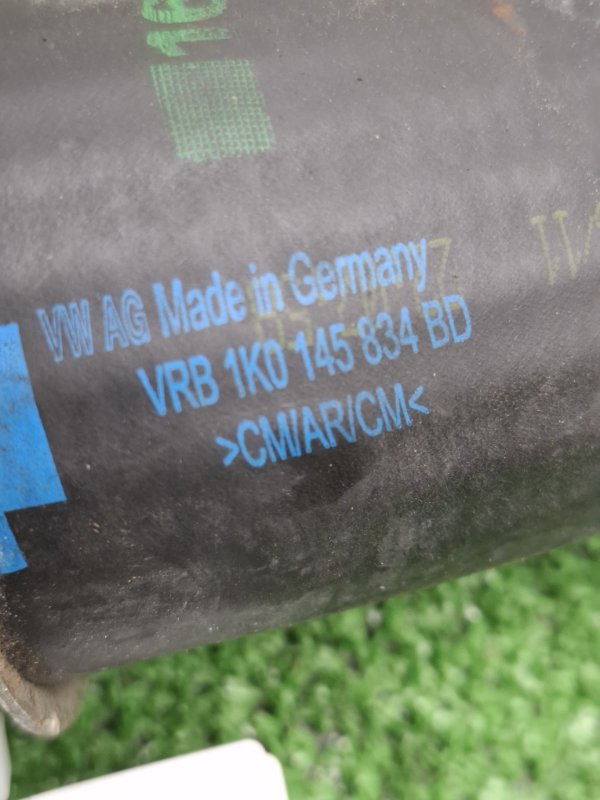 VW AG Made in Germany
VRB 1K0 145 834 BD
>CM/AR/CM<